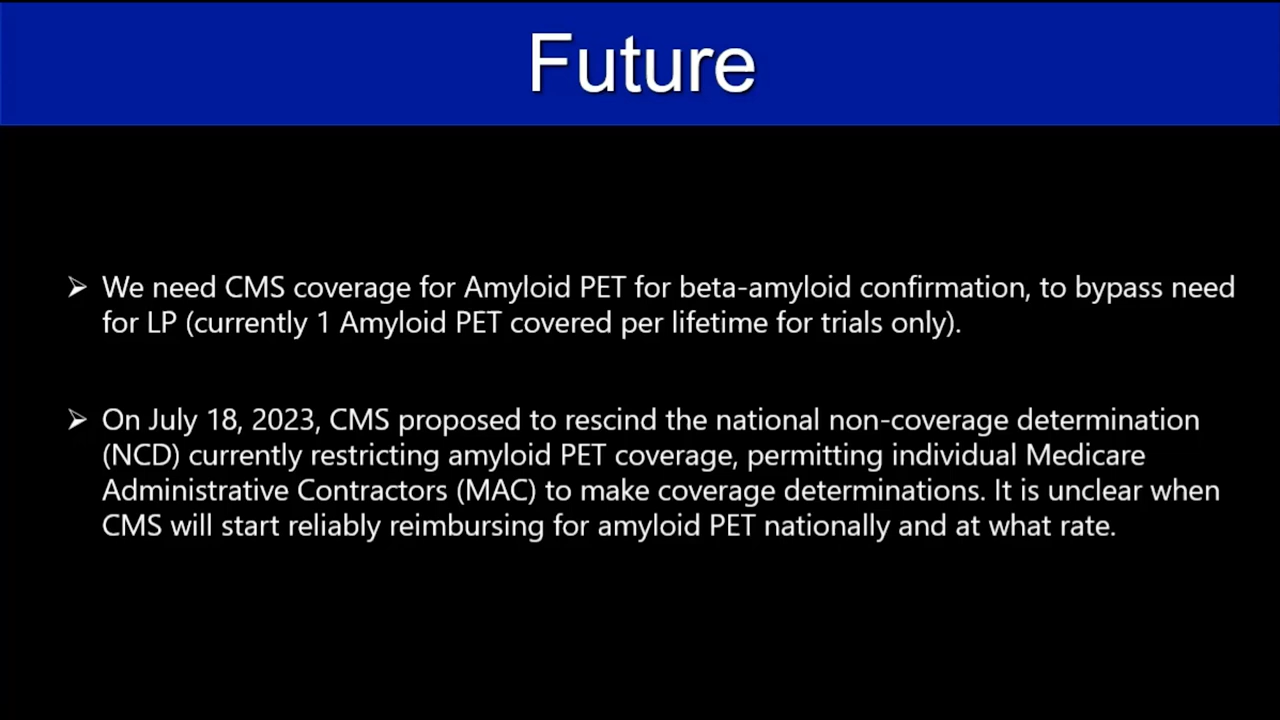 Future
We need CMS coverage for Amyloid PET for beta-amyloid confirmation, to bypass need
for LP (currently 1 Amyloid PET covered per lifetime for trials only).
On July 18, 2023, CMS proposed to rescind the national non-coverage determination
(NCD) currently restricting amyloid PET coverage, permitting individual Medicare
Administrative Contractors (MAC) to make coverage determinations. It is unclear when
CMS will start reliably reimbursing for amyloid PET nationally and at what rate.